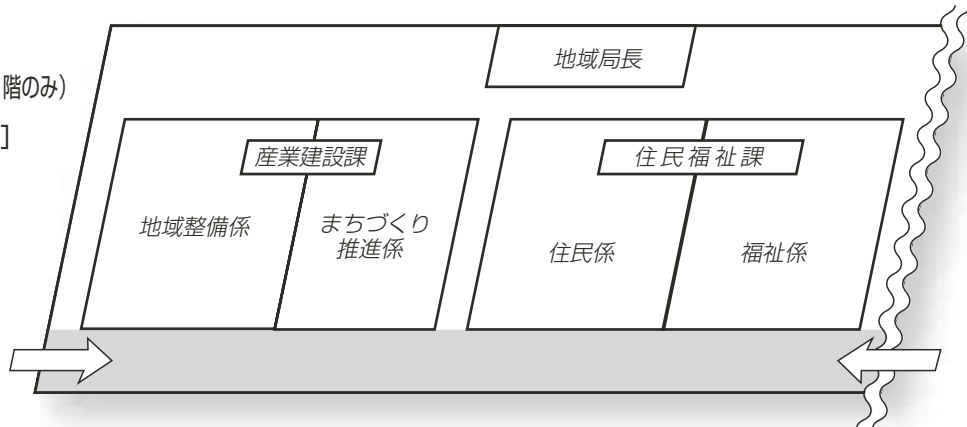 地域局長
階のみ）
］
産業建設課
住民福祉課
地域整備係
まちづくり
推進係
住民係
福祉係